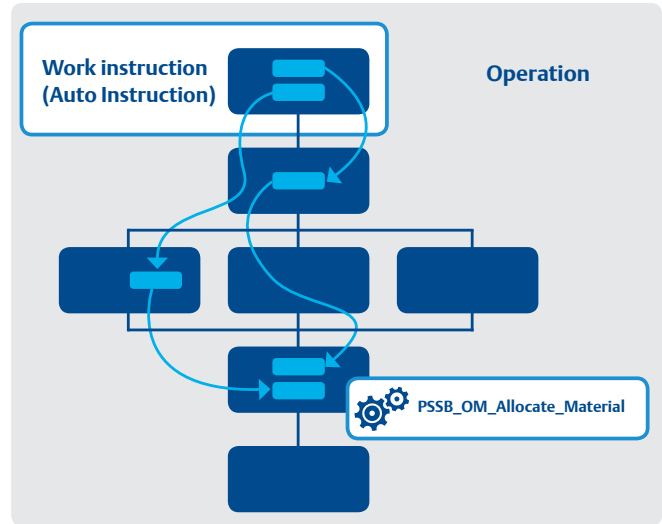 Work instruction
(Auto Instruction)
Operation
PSSB_OM_Allocate_Material